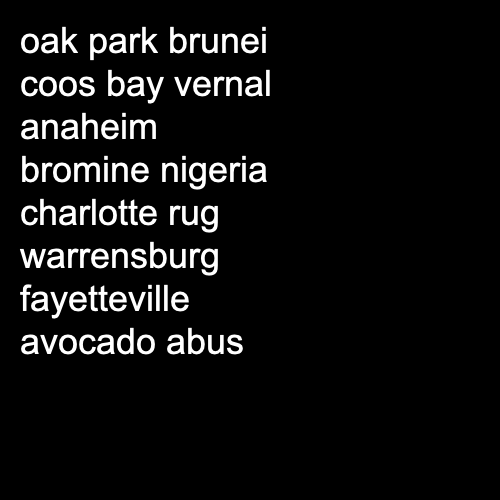 oak park brunei
coos bay vernal
anaheim
bromine nigeria
charlotte rug
warrensburg
fayetteville
avocado abus